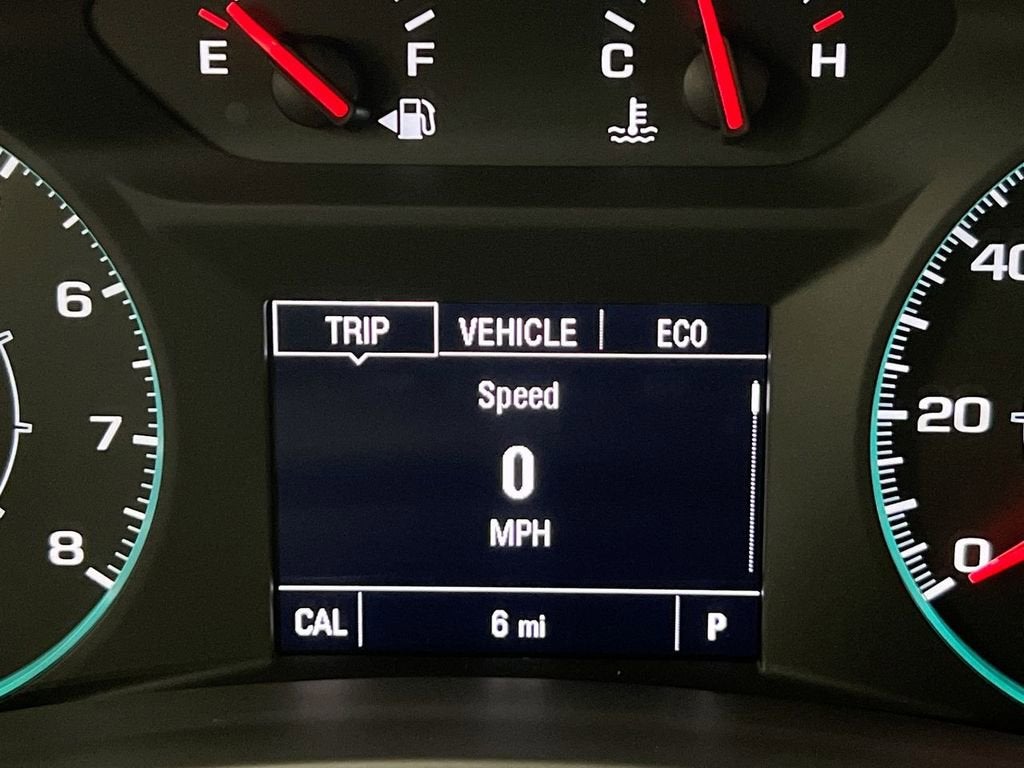 E F C H
6
7
8
TRIP VEHICLE ECO
Speed
0
MPH
CAL 6 mi P
40
20
0